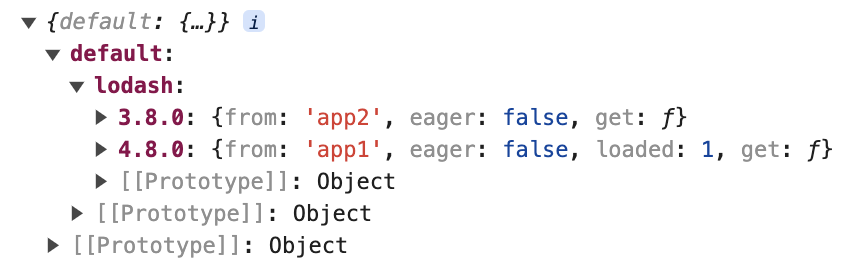 ▼ {default: {…}} i
▼ default:
▼ lodash:
▶ 3.8.0: {from: 'app2', eager: false, get: ƒ}
▶ 4.8.0: {from: 'app1', eager: false, loaded: 1, get: ƒ}
▶ [[Prototype]]: Object
▶ [[Prototype]]: Object
▶ [[Prototype]]: Object